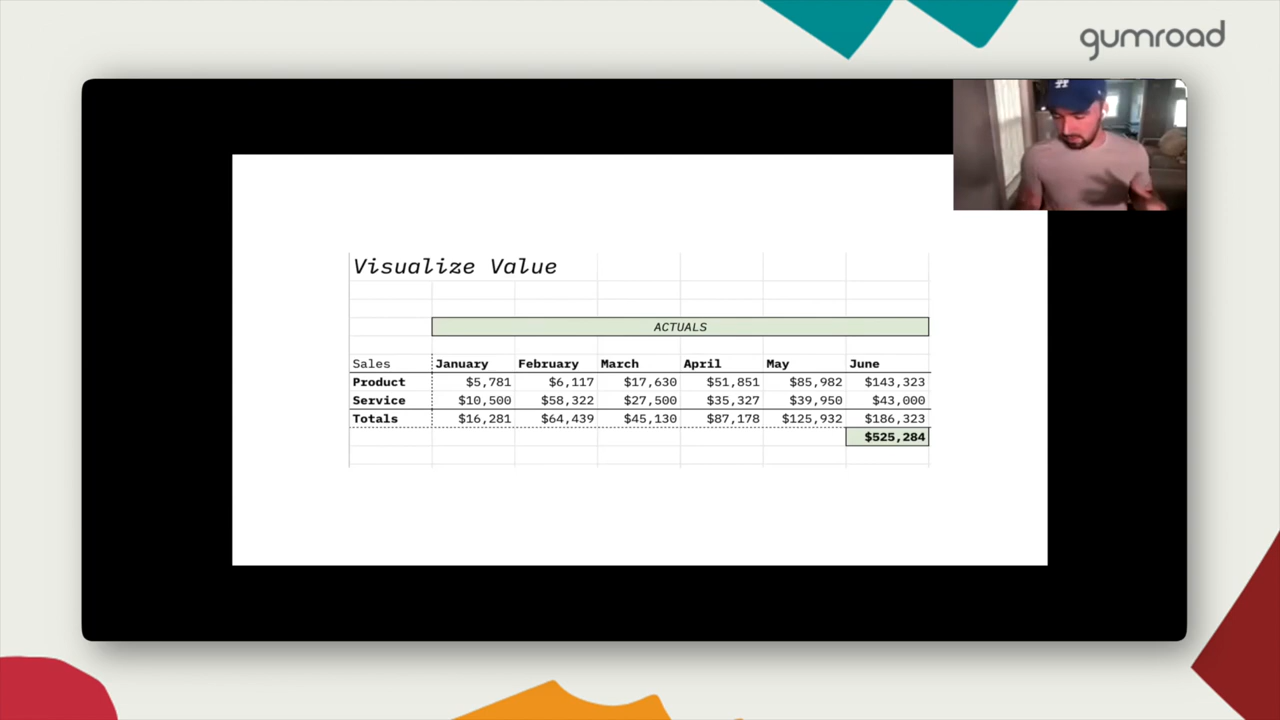 gumroad
Visualize Value
ACTUALS
Sales January February March April May June
Product $5,781 $6,117 $17,630 $51,851 $85,982 $143,323
Service $10,500 $58,322 $27,500 $35,327 $39,950 $43,000
Totals $16,281 $64,439 $45,130 $87,178 $125,932 $186,323
$525,284